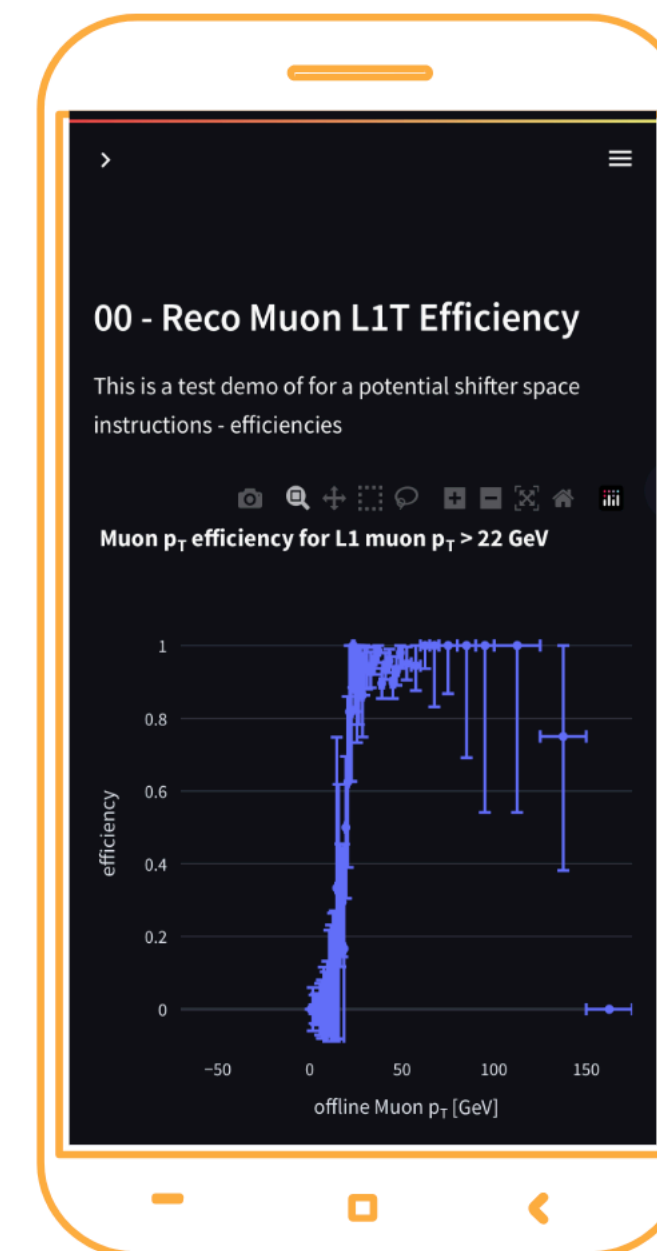 00 - Reco Muon L1T Efficiency
This is a test demo of for a potential shifter space
instructions - efficiencies
Muon pT efficiency for L1 muon pT > 22 GeV
1
0.8
0.6
0.4
0.2
0
efficiency
−50 0 50 100 150
offline Muon pT [GeV]